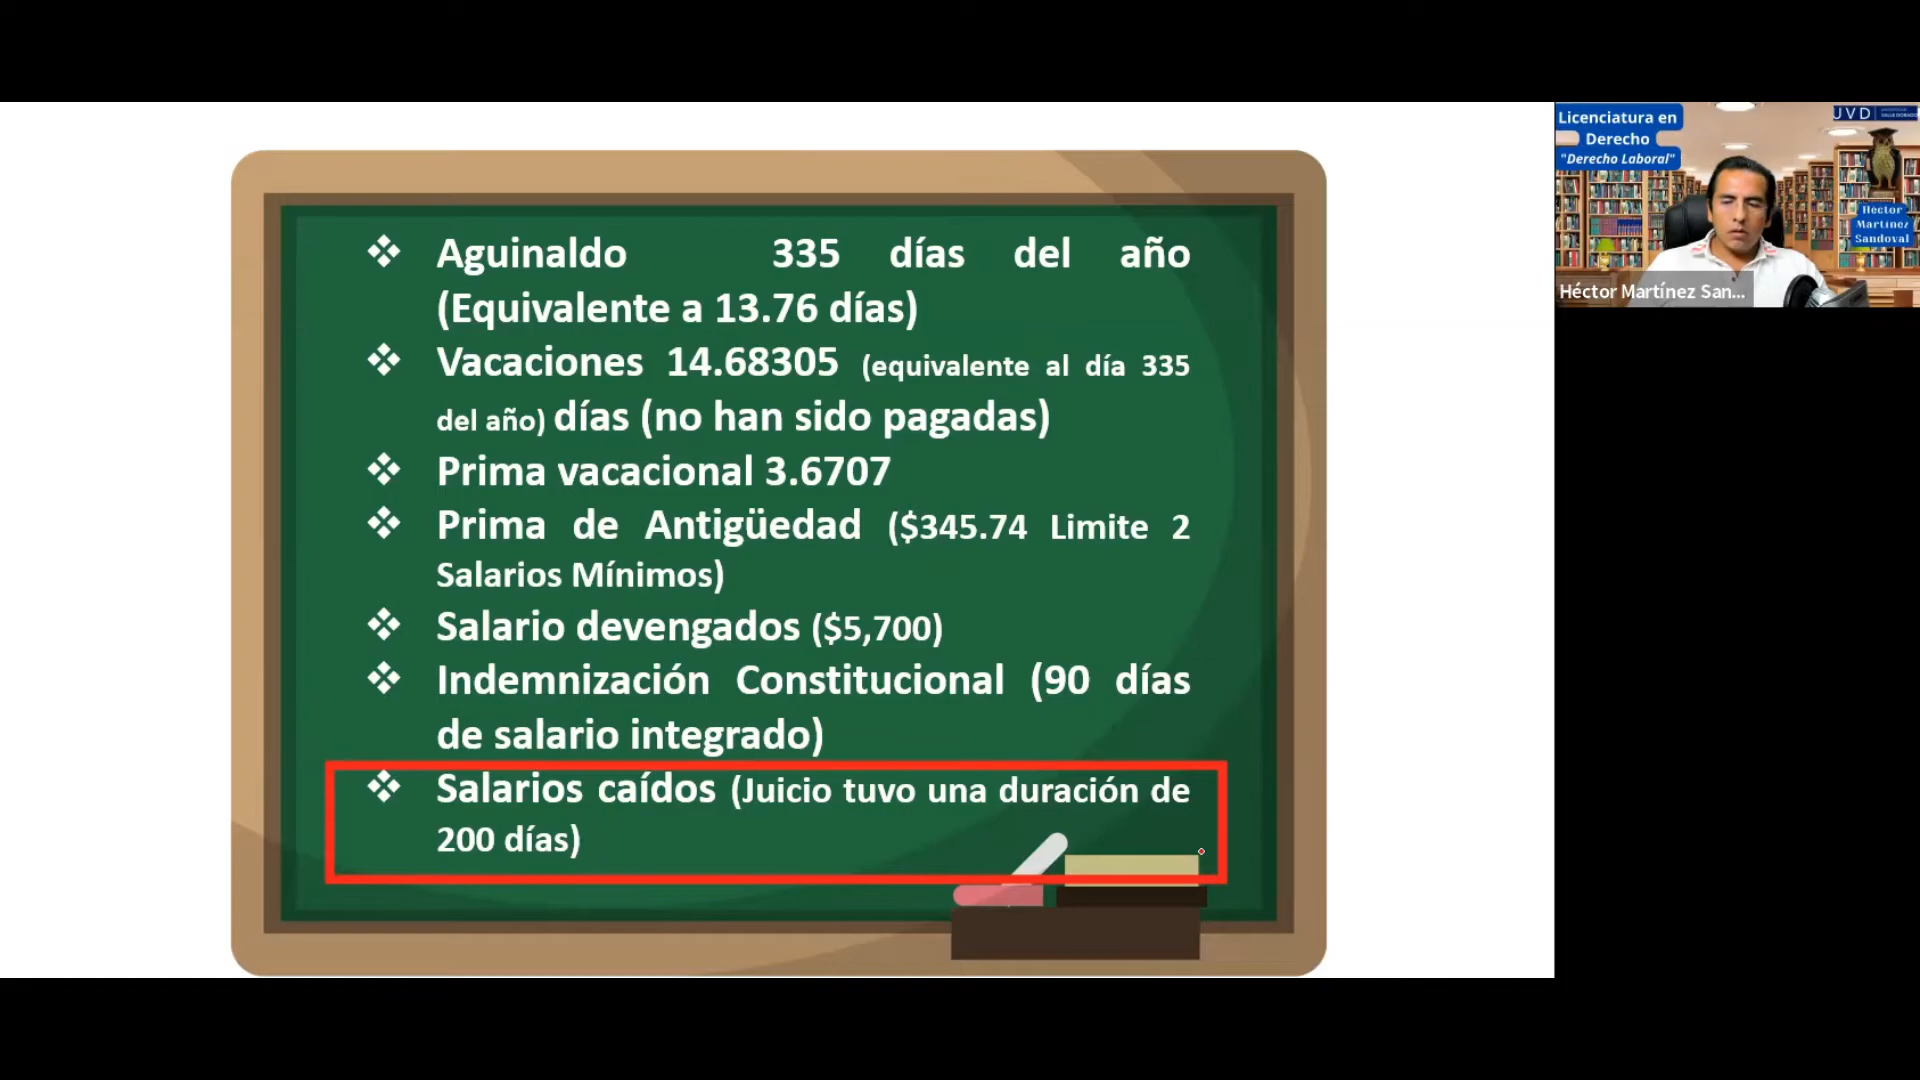 Aguinaldo 335 días del año
(Equivalente a 13.76 días)
Vacaciones 14.68305 (equivalente al día 335
del año) días (no han sido pagadas)
Prima vacacional 3.6707
Prima de Antigüedad ($345.74 Limite 2
Salarios Mínimos)
Salario devengados ($5,700)
Indemnización Constitucional (90 días
de salario integrado)
Salarios caídos (Juicio tuvo una duración de
200 días)
Licenciatura en
Derecho
"Derecho Laboral"
UVD
Héctor
Martínez
Sandoval
Héctor Martínez San...